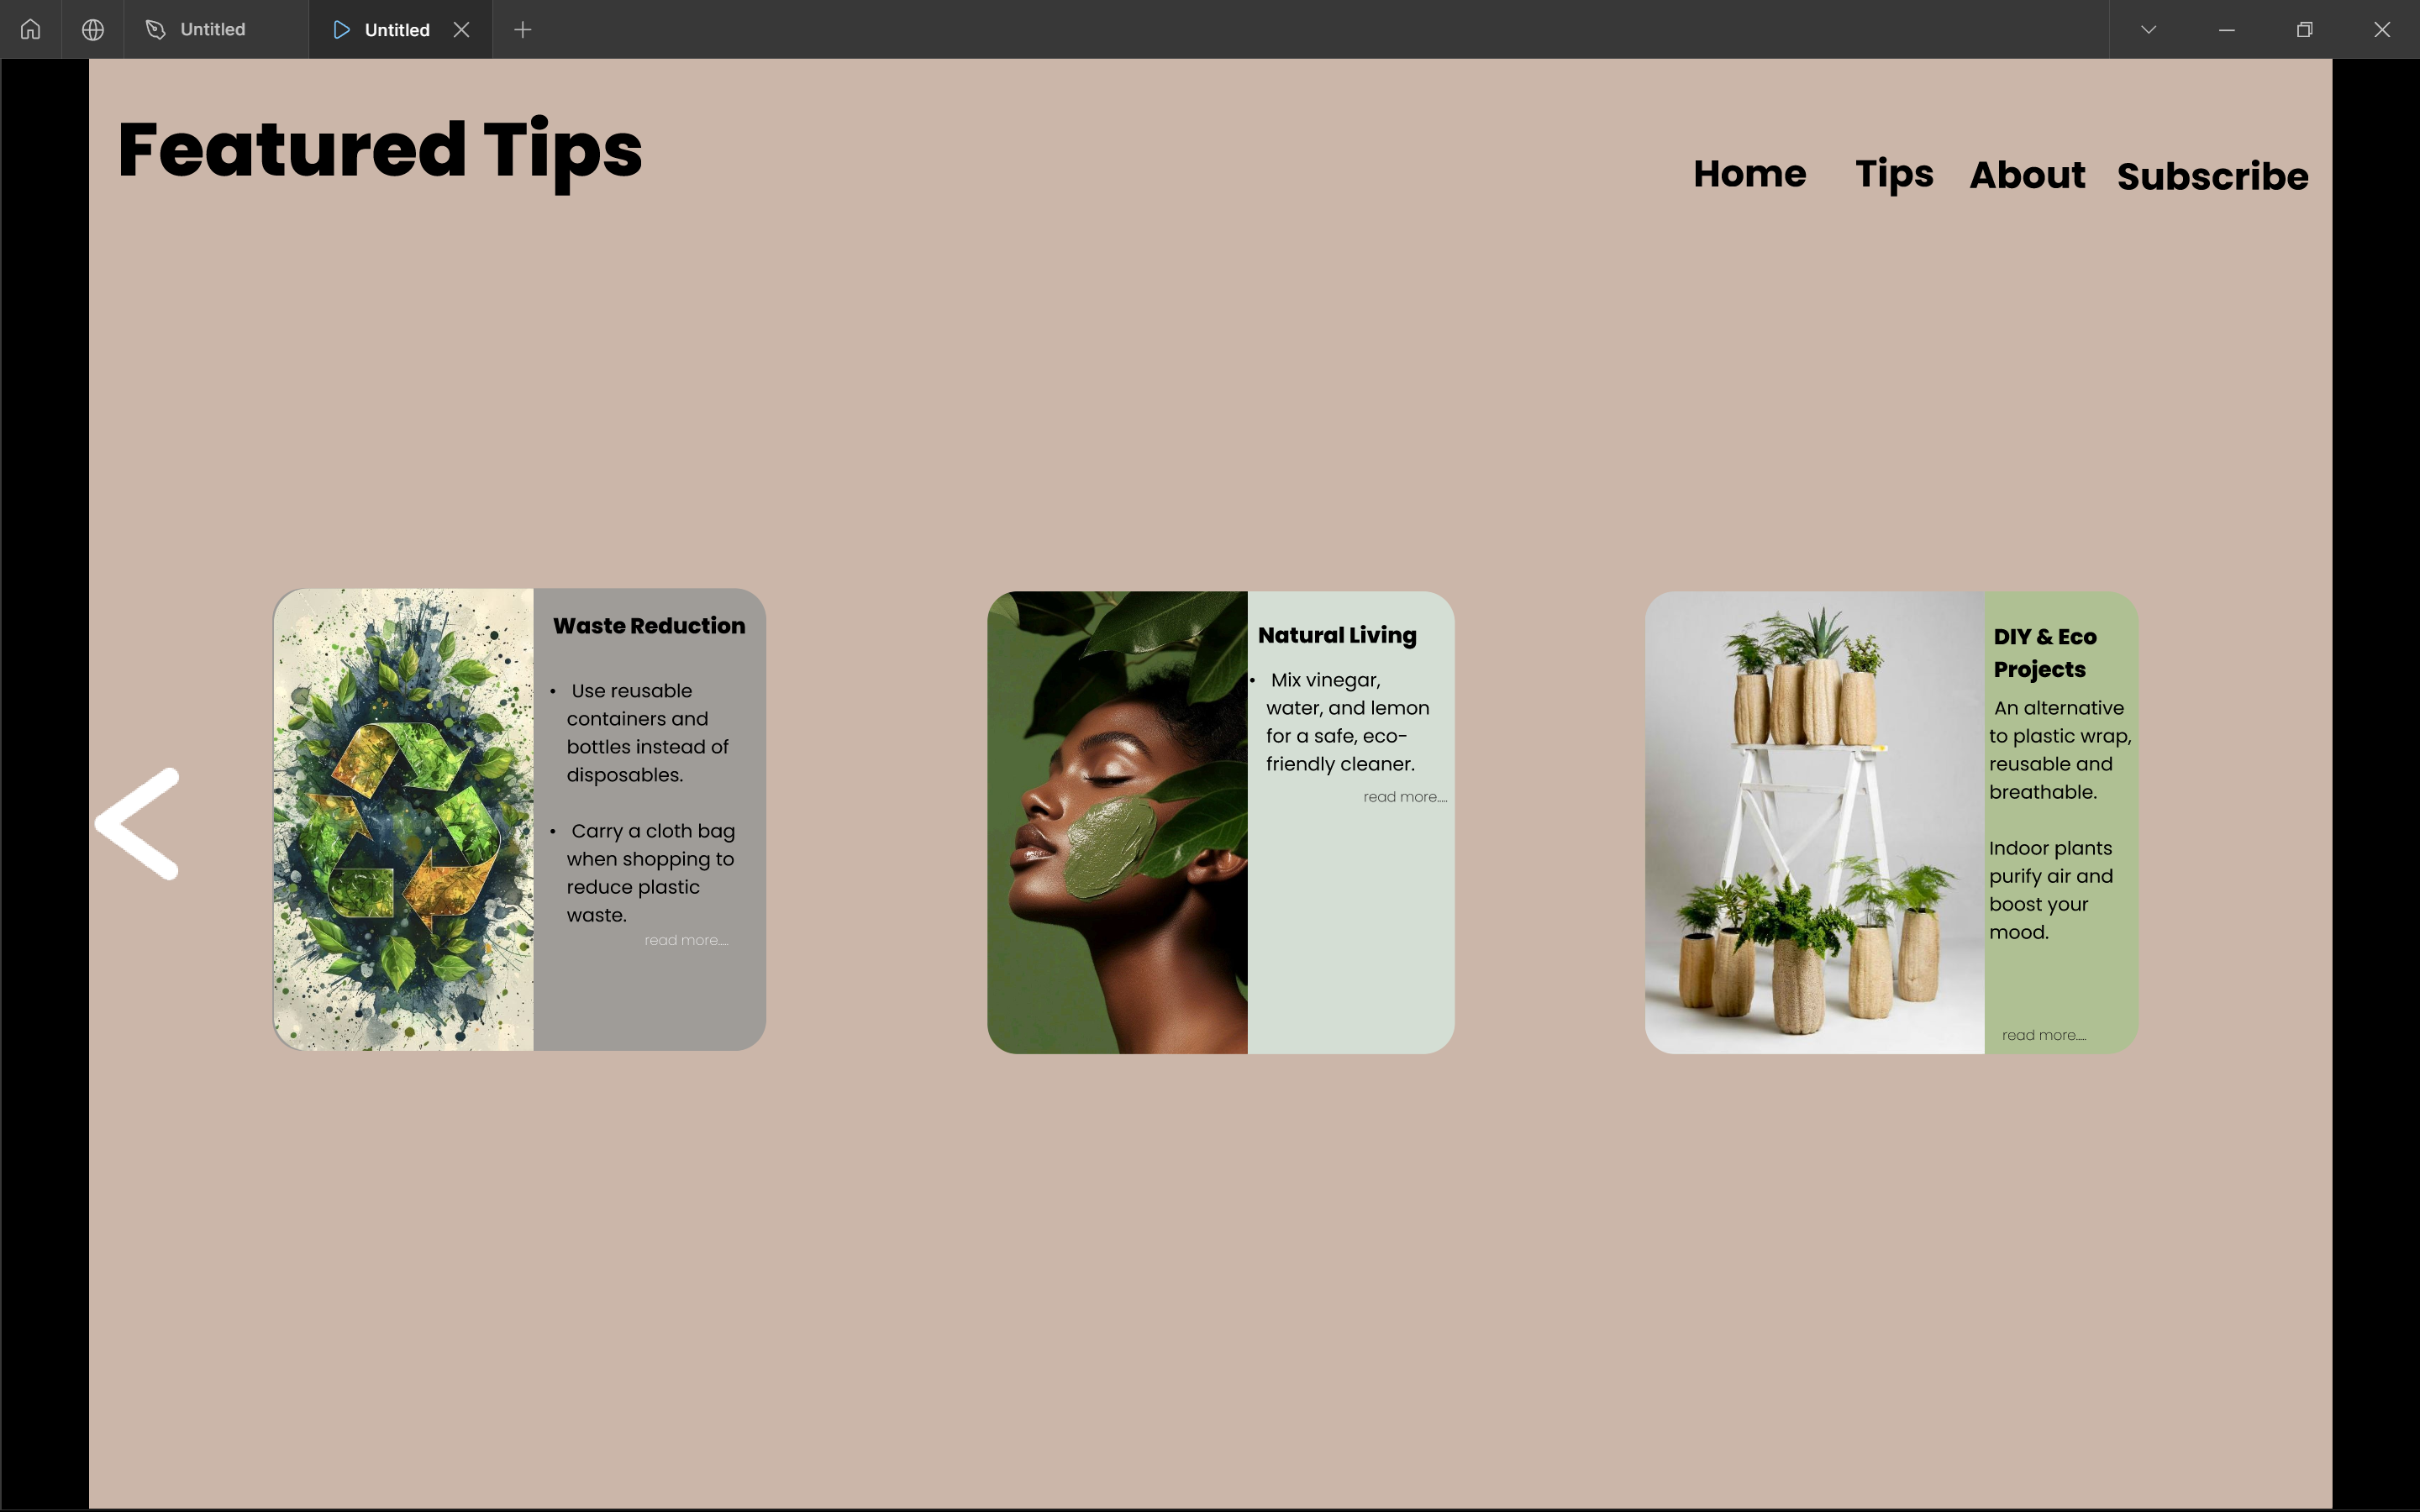 Untitled
Untitled
Featured Tips
Home Tips About Subscribe
Waste Reduction
• Use reusable
containers and
bottles instead of
disposables.
• Carry a cloth bag
when shopping to
reduce plastic
waste.
read more.....
Natural Living
• Mix vinegar,
water, and lemon
for a safe, eco-
friendly cleaner.
read more.....
DIY & Eco
Projects
An alternative
to plastic wrap,
reusable and
breathable.
Indoor plants
purify air and
boost your
mood.
read more.....